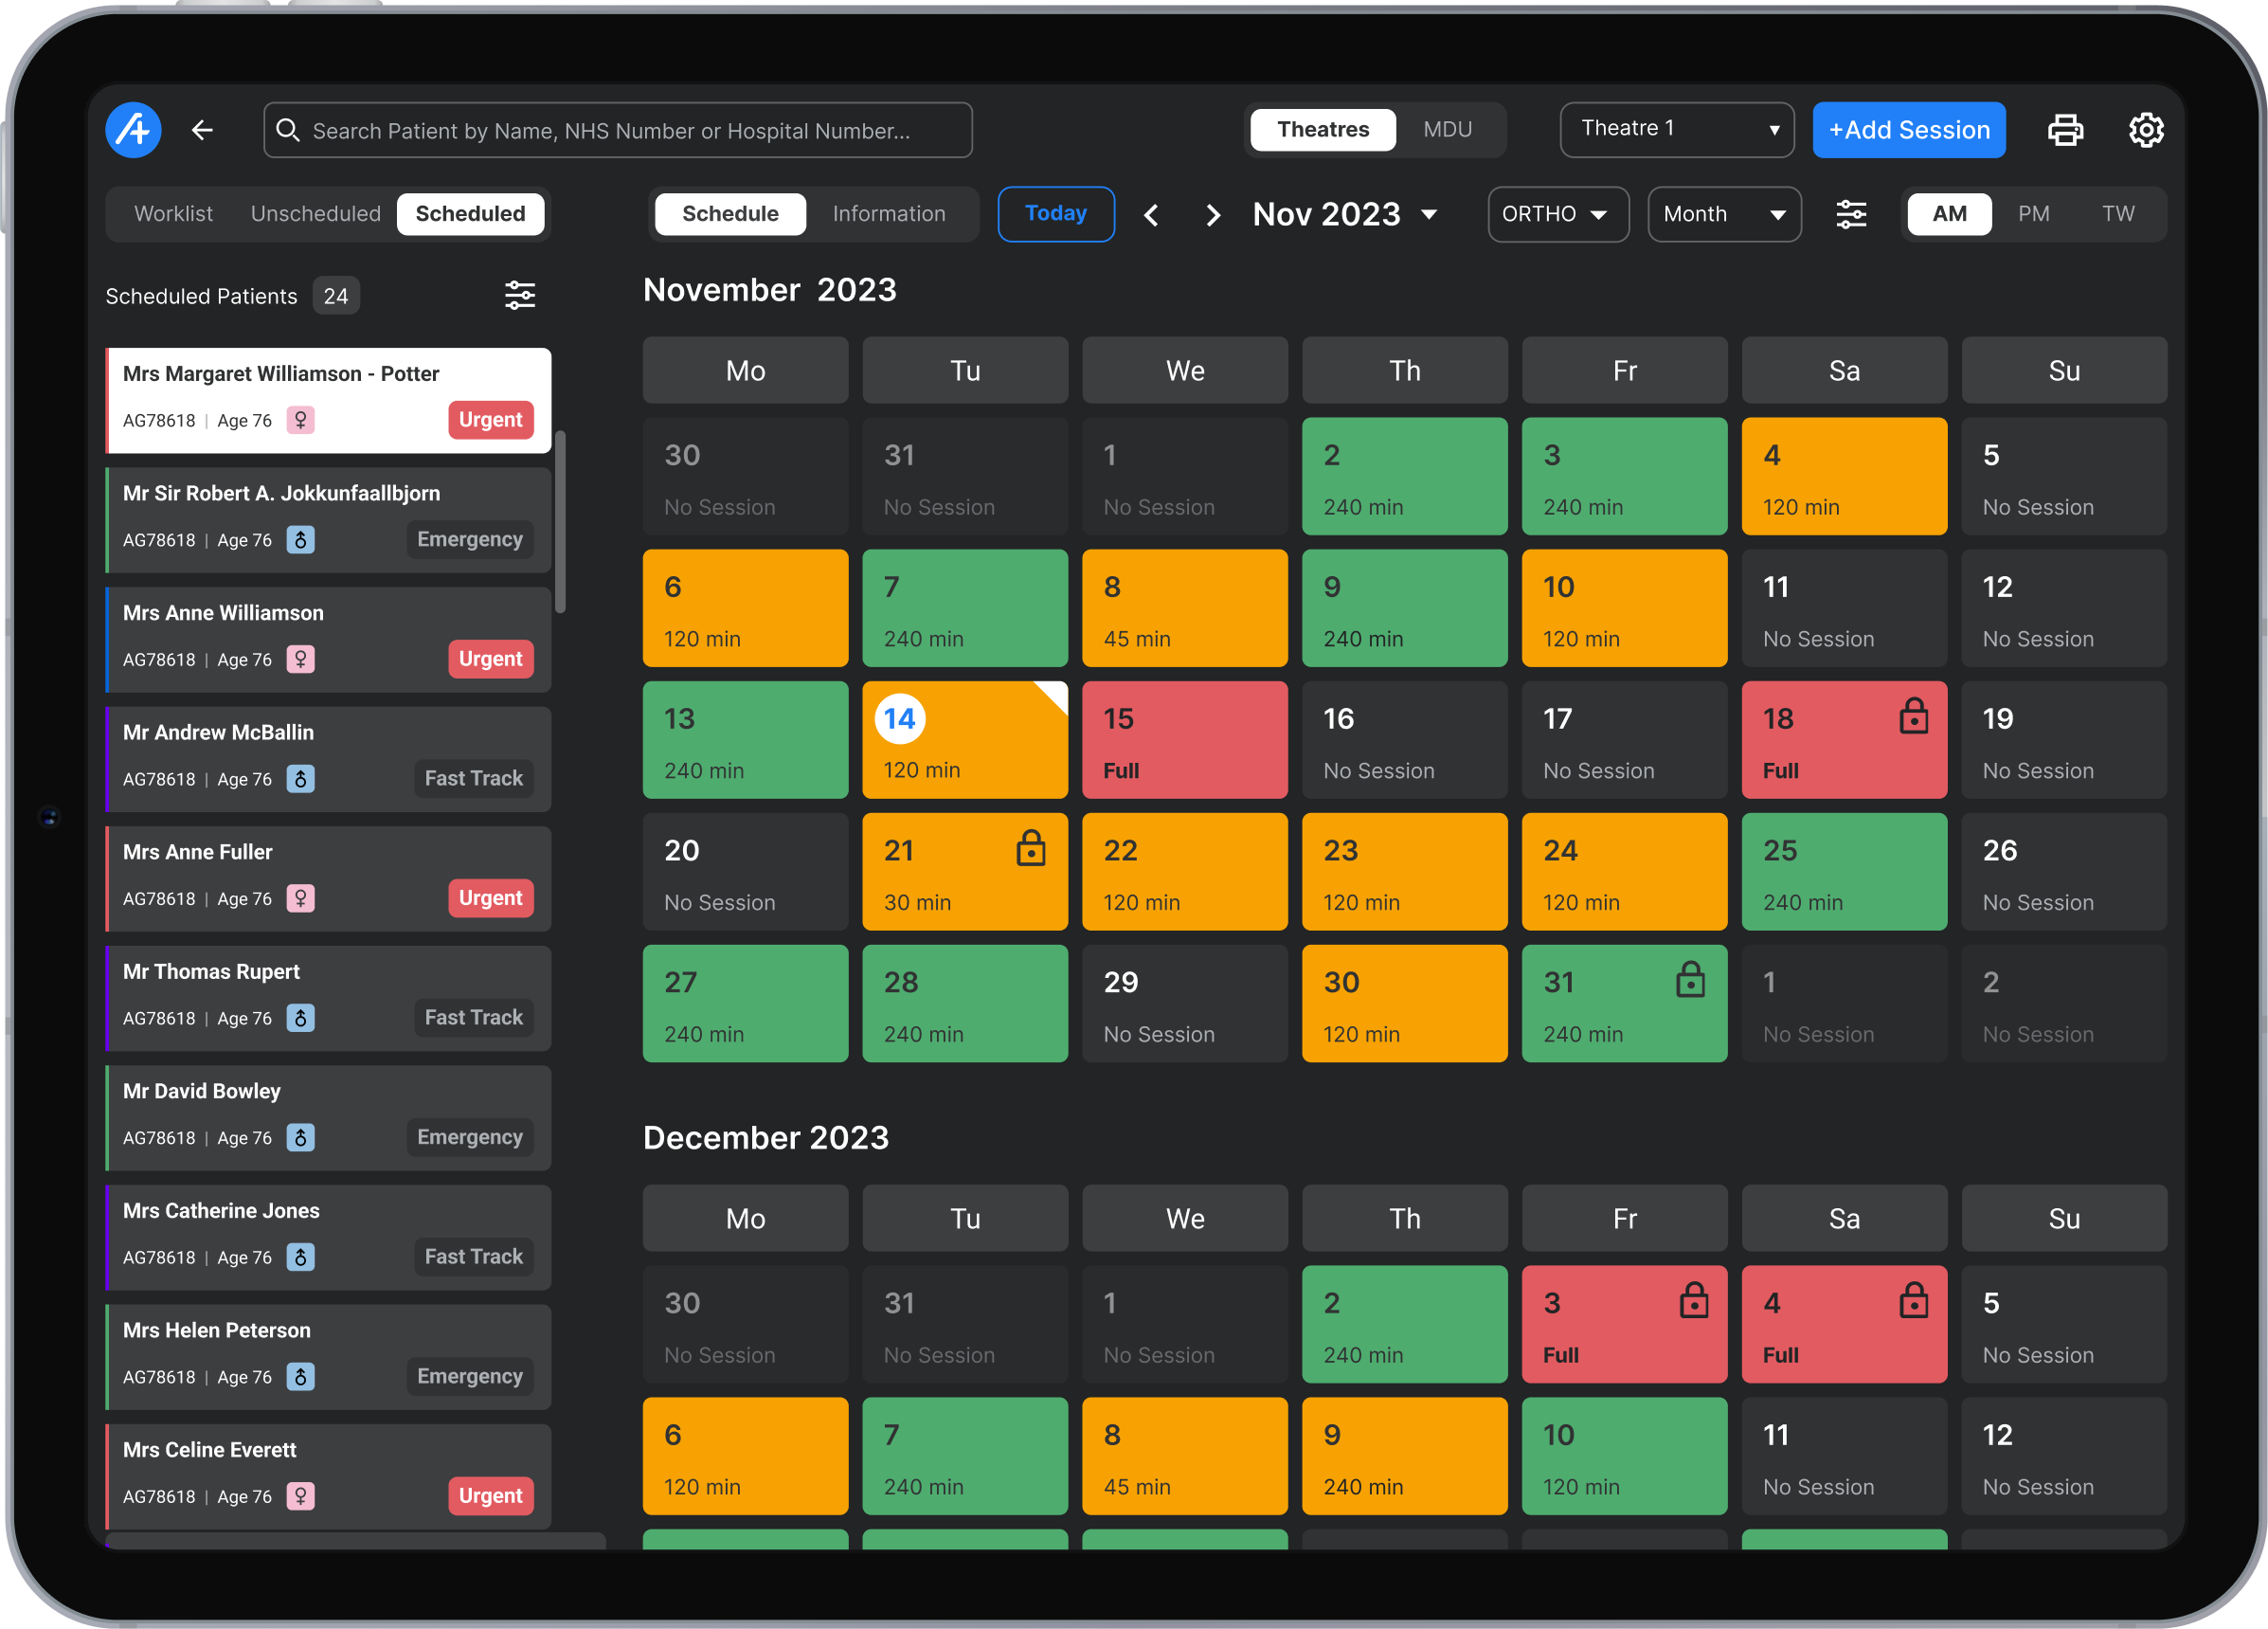 Search Patient by Name, NHS Number or Hospital Number...
Theatres MDU
Theatre 1
+Add Session
Worklist Unscheduled Scheduled
Schedule Information
Today
Nov 2023
ORTHO
Month
AM PM TW
Scheduled Patients 24
Mrs Margaret Williamson - Potter
AG78618 | Age 76 Urgent
Mr Sir Robert A. Jokkunfaallbjorn
AG78618 | Age 76 Emergency
Mrs Anne Williamson
AG78618 | Age 76 Urgent
Mr Andrew McBallin
AG78618 | Age 76 Fast Track
Mrs Anne Fuller
AG78618 | Age 76 Urgent
Mr Thomas Rupert
AG78618 | Age 76 Fast Track
Mr David Bowley
AG78618 | Age 76 Emergency
Mrs Catherine Jones
AG78618 | Age 76 Fast Track
Mrs Helen Peterson
AG78618 | Age 76 Emergency
Mrs Celine Everett
AG78618 | Age 76 Urgent
November 2023
Mo Tu We Th Fr Sa Su
30 31 1 2 3 4 5
No Session No Session No Session 240 min 240 min 120 min No Session
6 7 8 9 10 11 12
120 min 240 min 45 min 240 min 120 min No Session No Session
13 14 15 16 17 18 19
240 min 120 min Full No Session No Session Full No Session
20 21 22 23 24 25 26
No Session 30 min 120 min 120 min 120 min 240 min No Session
27 28 29 30 31 1 2
240 min 240 min No Session 120 min 240 min No Session No Session
December 2023
Mo Tu We Th Fr Sa Su
30 31 1 2 3 4 5
No Session No Session No Session 240 min Full Full No Session
6 7 8 9 10 11 12
120 min 240 min 45 min 240 min 120 min No Session No Session